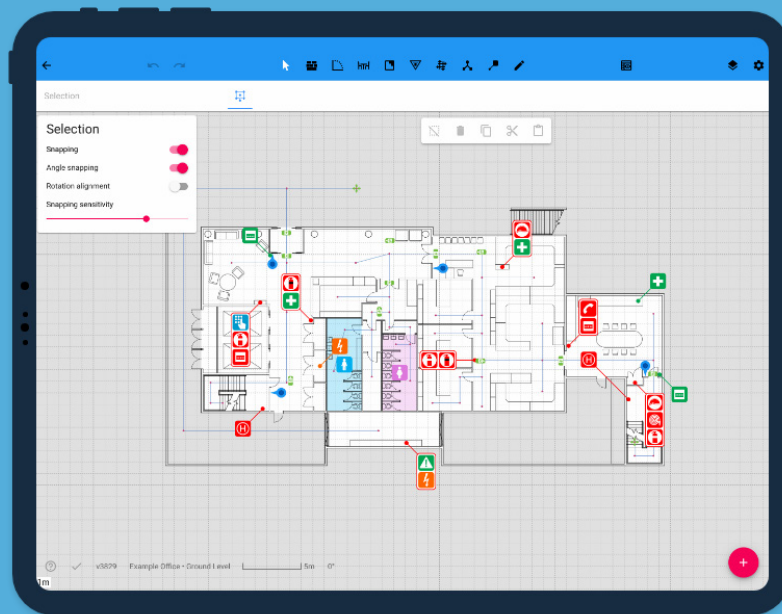 Selection
Selection
Snapping
Angle snapping
Rotation alignment
Snapping sensitivity
H
H
v3829 Example Office • Ground Level 5m 0°
1m